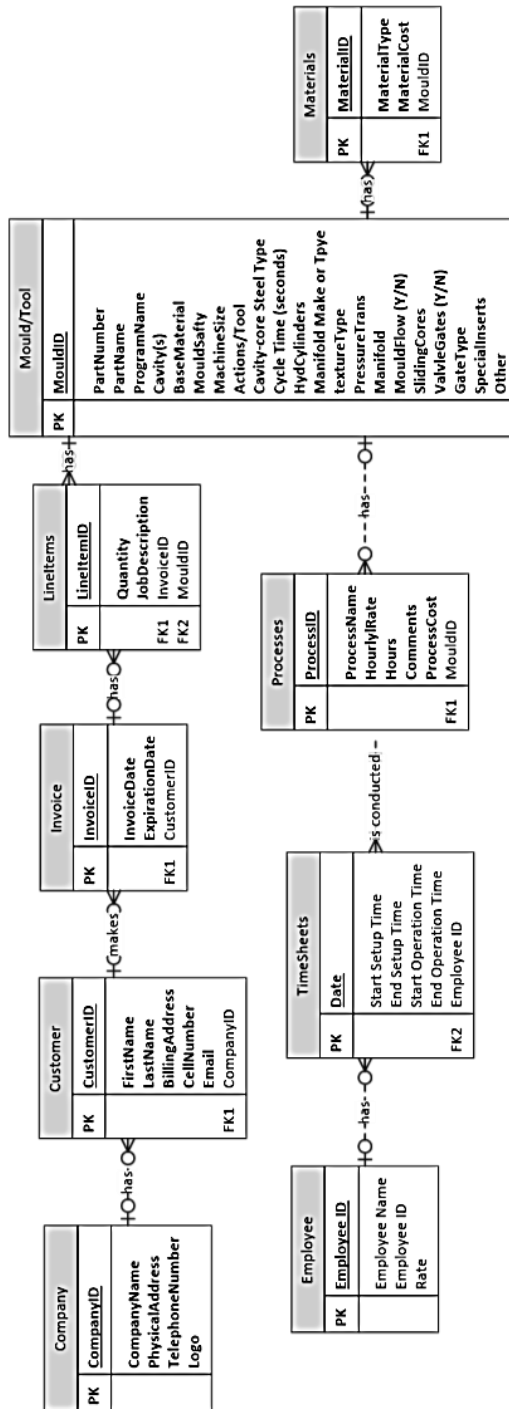 Company
PK CompanyID
CompanyName
PhysicalAddress
TelephoneNumber
Logo
has
Customer
PK CustomerID
FirstName
LastName
BillingAddress
CellNumber
Email
FK1 CompanyID
makes
Invoice
PK InvoiceID
InvoiceDate
ExpirationDate
FK1 CustomerID
has
LineItems
PK LineItemID
Quantity
JobDescription
FK1 InvoiceID
FK2 MouldID
has
Mould/Tool
PK MouldID
PartNumber
PartName
ProgramName
Cavity(s)
BaseMaterial
MouldSafty
MachineSize
Actions/Tool
Cavity-core Steel Type
Cycle Time (seconds)
HydCylinders
Manifold Make or Tpye
textureType
PressureTrans
Manifold
MouldFlow (Y/N)
SlidingCores
ValvleGates (Y/N)
GateType
SpecialInserts
Other
has
Materials
PK MaterialID
MaterialType
MaterialCost
FK1 MouldID
Employee
PK Employee ID
Employee Name
Employee ID
Rate
has
TimeSheets
PK Date
Start Setup Time
End Setup Time
Start Operation Time
End Operation Time
FK2 Employee ID
is conducted
Processes
PK ProcessID
ProcessName
HourlylRate
Hours
Comments
ProcessCost
FK1 MouldID
has